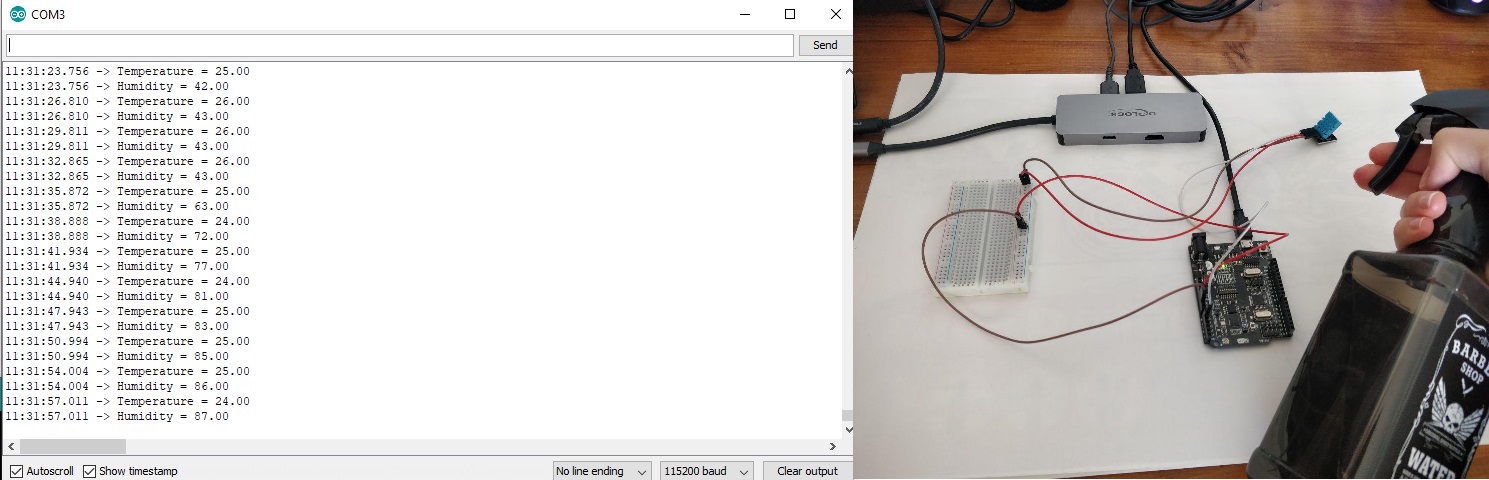 COM3
Send
11:31:23.756 -> Temperature = 25.00
11:31:23.756 -> Humidity = 42.00
11:31:26.810 -> Temperature = 26.00
11:31:26.810 -> Humidity = 43.00
11:31:29.811 -> Temperature = 26.00
11:31:29.811 -> Humidity = 43.00
11:31:32.865 -> Temperature = 26.00
11:31:32.865 -> Humidity = 43.00
11:31:35.872 -> Temperature = 25.00
11:31:35.872 -> Humidity = 63.00
11:31:38.888 -> Temperature = 24.00
11:31:38.888 -> Humidity = 72.00
11:31:41.934 -> Temperature = 25.00
11:31:41.934 -> Humidity = 77.00
11:31:44.940 -> Temperature = 24.00
11:31:44.940 -> Humidity = 81.00
11:31:47.943 -> Temperature = 25.00
11:31:47.943 -> Humidity = 83.00
11:31:50.994 -> Temperature = 25.00
11:31:50.994 -> Humidity = 85.00
11:31:54.004 -> Temperature = 25.00
11:31:54.004 -> Humidity = 86.00
11:31:57.011 -> Temperature = 24.00
11:31:57.011 -> Humidity = 87.00
Autoscroll Show timestamp No line ending 115200 baud Clear output
DELOCK
BARBE
SHOP
WATER